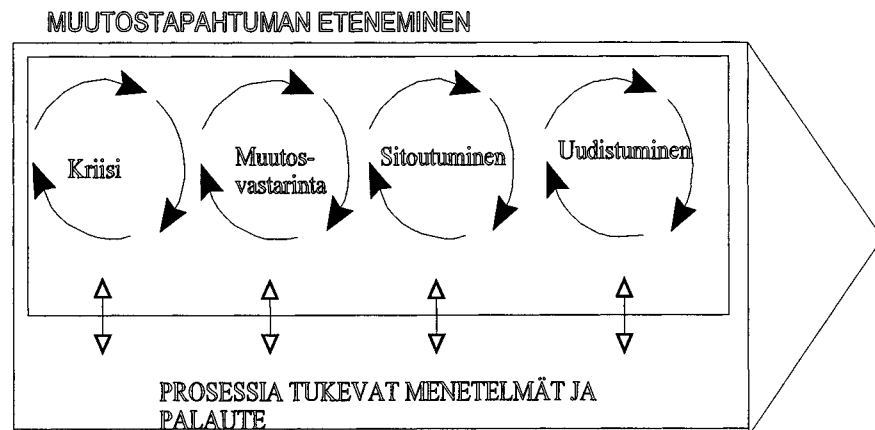 MUUTOSTAPAHTUMAN ETENEMINEN
Kriisi
Muutos-
vastarinta
Sitoutuminen
Uudistuminen
PROSESSIA TUKEVAT MENETELMÄT JA
PALAUTE